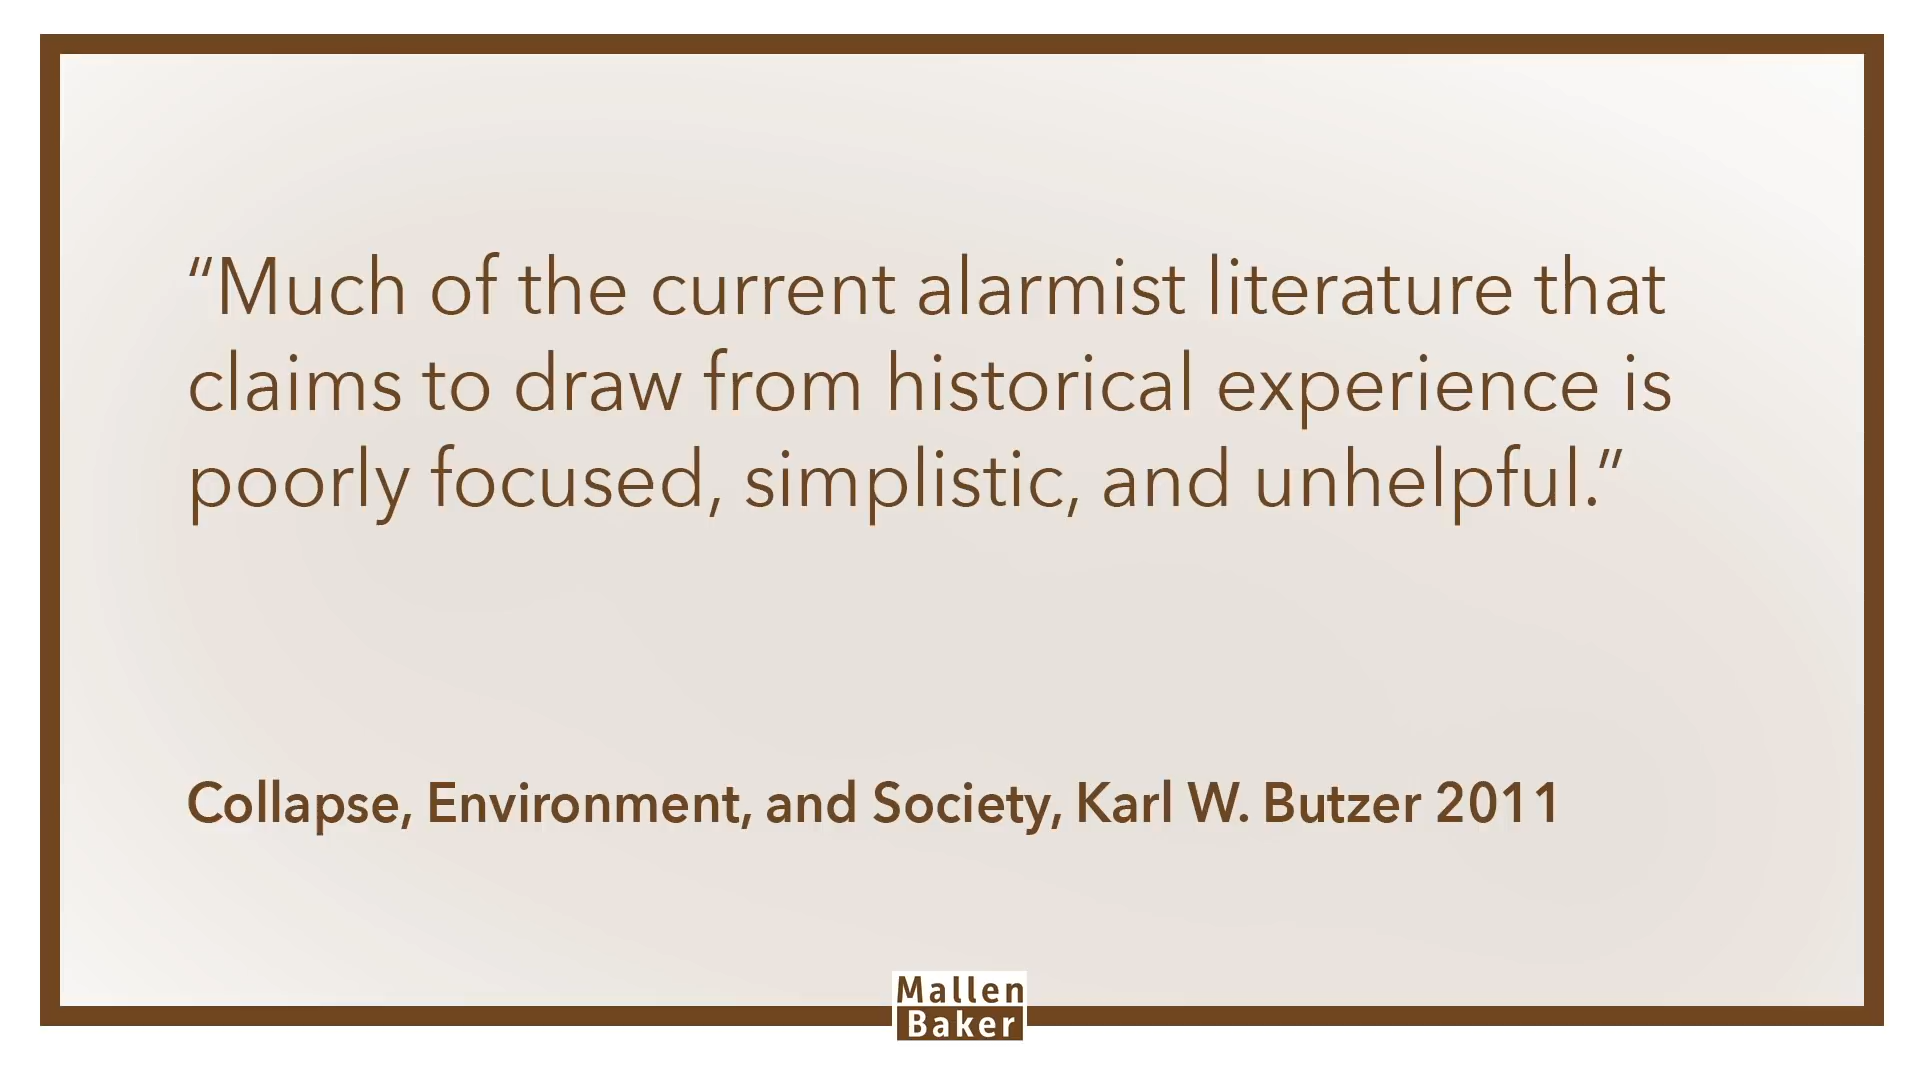 “Much of the current alarmist literature that
claims to draw from historical experience is
poorly focused, simplistic, and unhelpful.”
Collapse, Environment, and Society, Karl W. Butzer 2011
Mallen
Baker